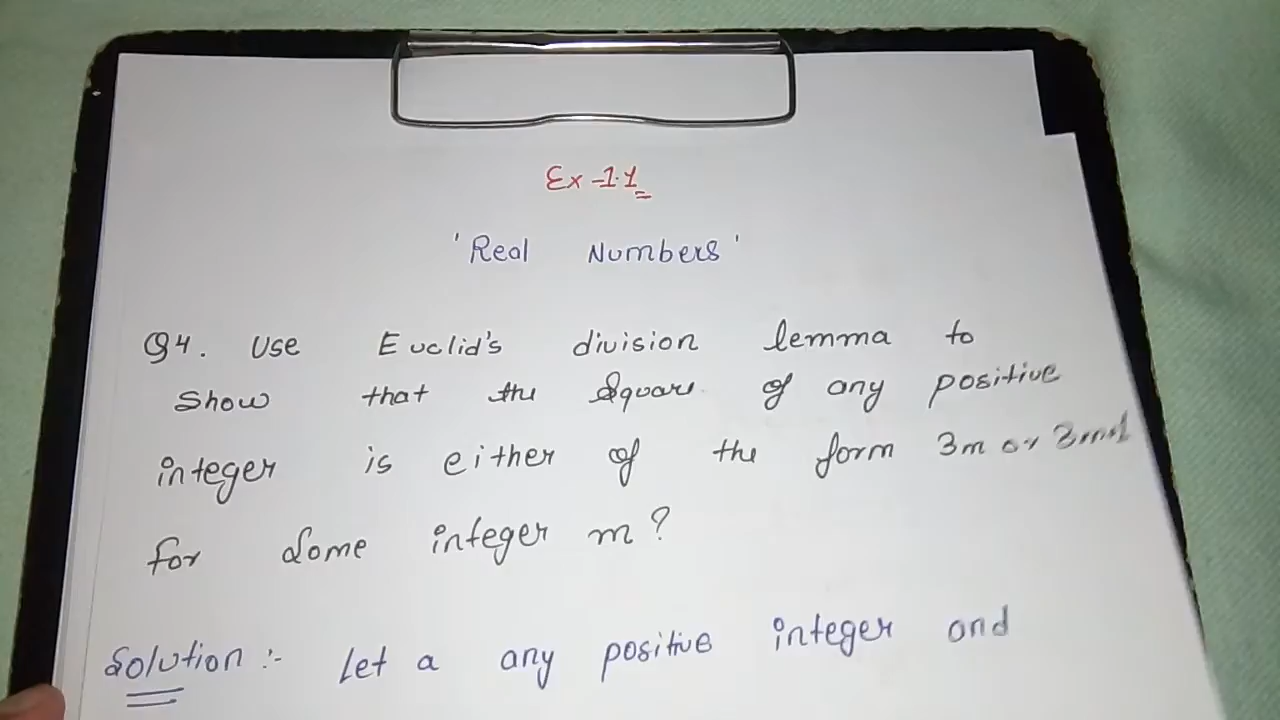 Ex-1.1
'Real Numbers'
Q4. Use Euclid's division lemma to
Show that the Square of any positive
integer is either of the form 3m or
for Some integer m?
Solution :- Let a any positive integer and